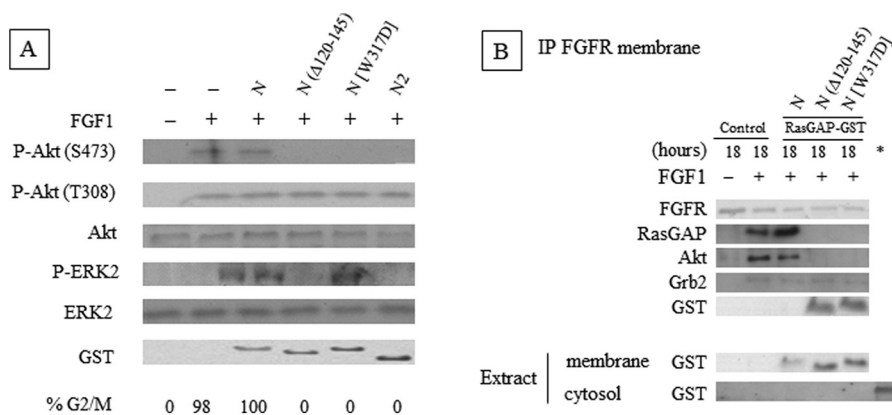 A
– – N N (Δ120-145) N [W317D] N2
FGF1 – + + + + +
P-Akt (S473)
P-Akt (T308)
Akt
P-ERK2
ERK2
GST
% G2/M 0 98 100 0 0 0
B IP FGFR membrane
N N (Δ120-145) N [W317D]
Control RasGAP-GST
(hours) 18 18 18 18 18 *
FGF1 – + + + +
FGFR
RasGAP
Akt
Grb2
GST
Extract
membrane GST
cytosol GST